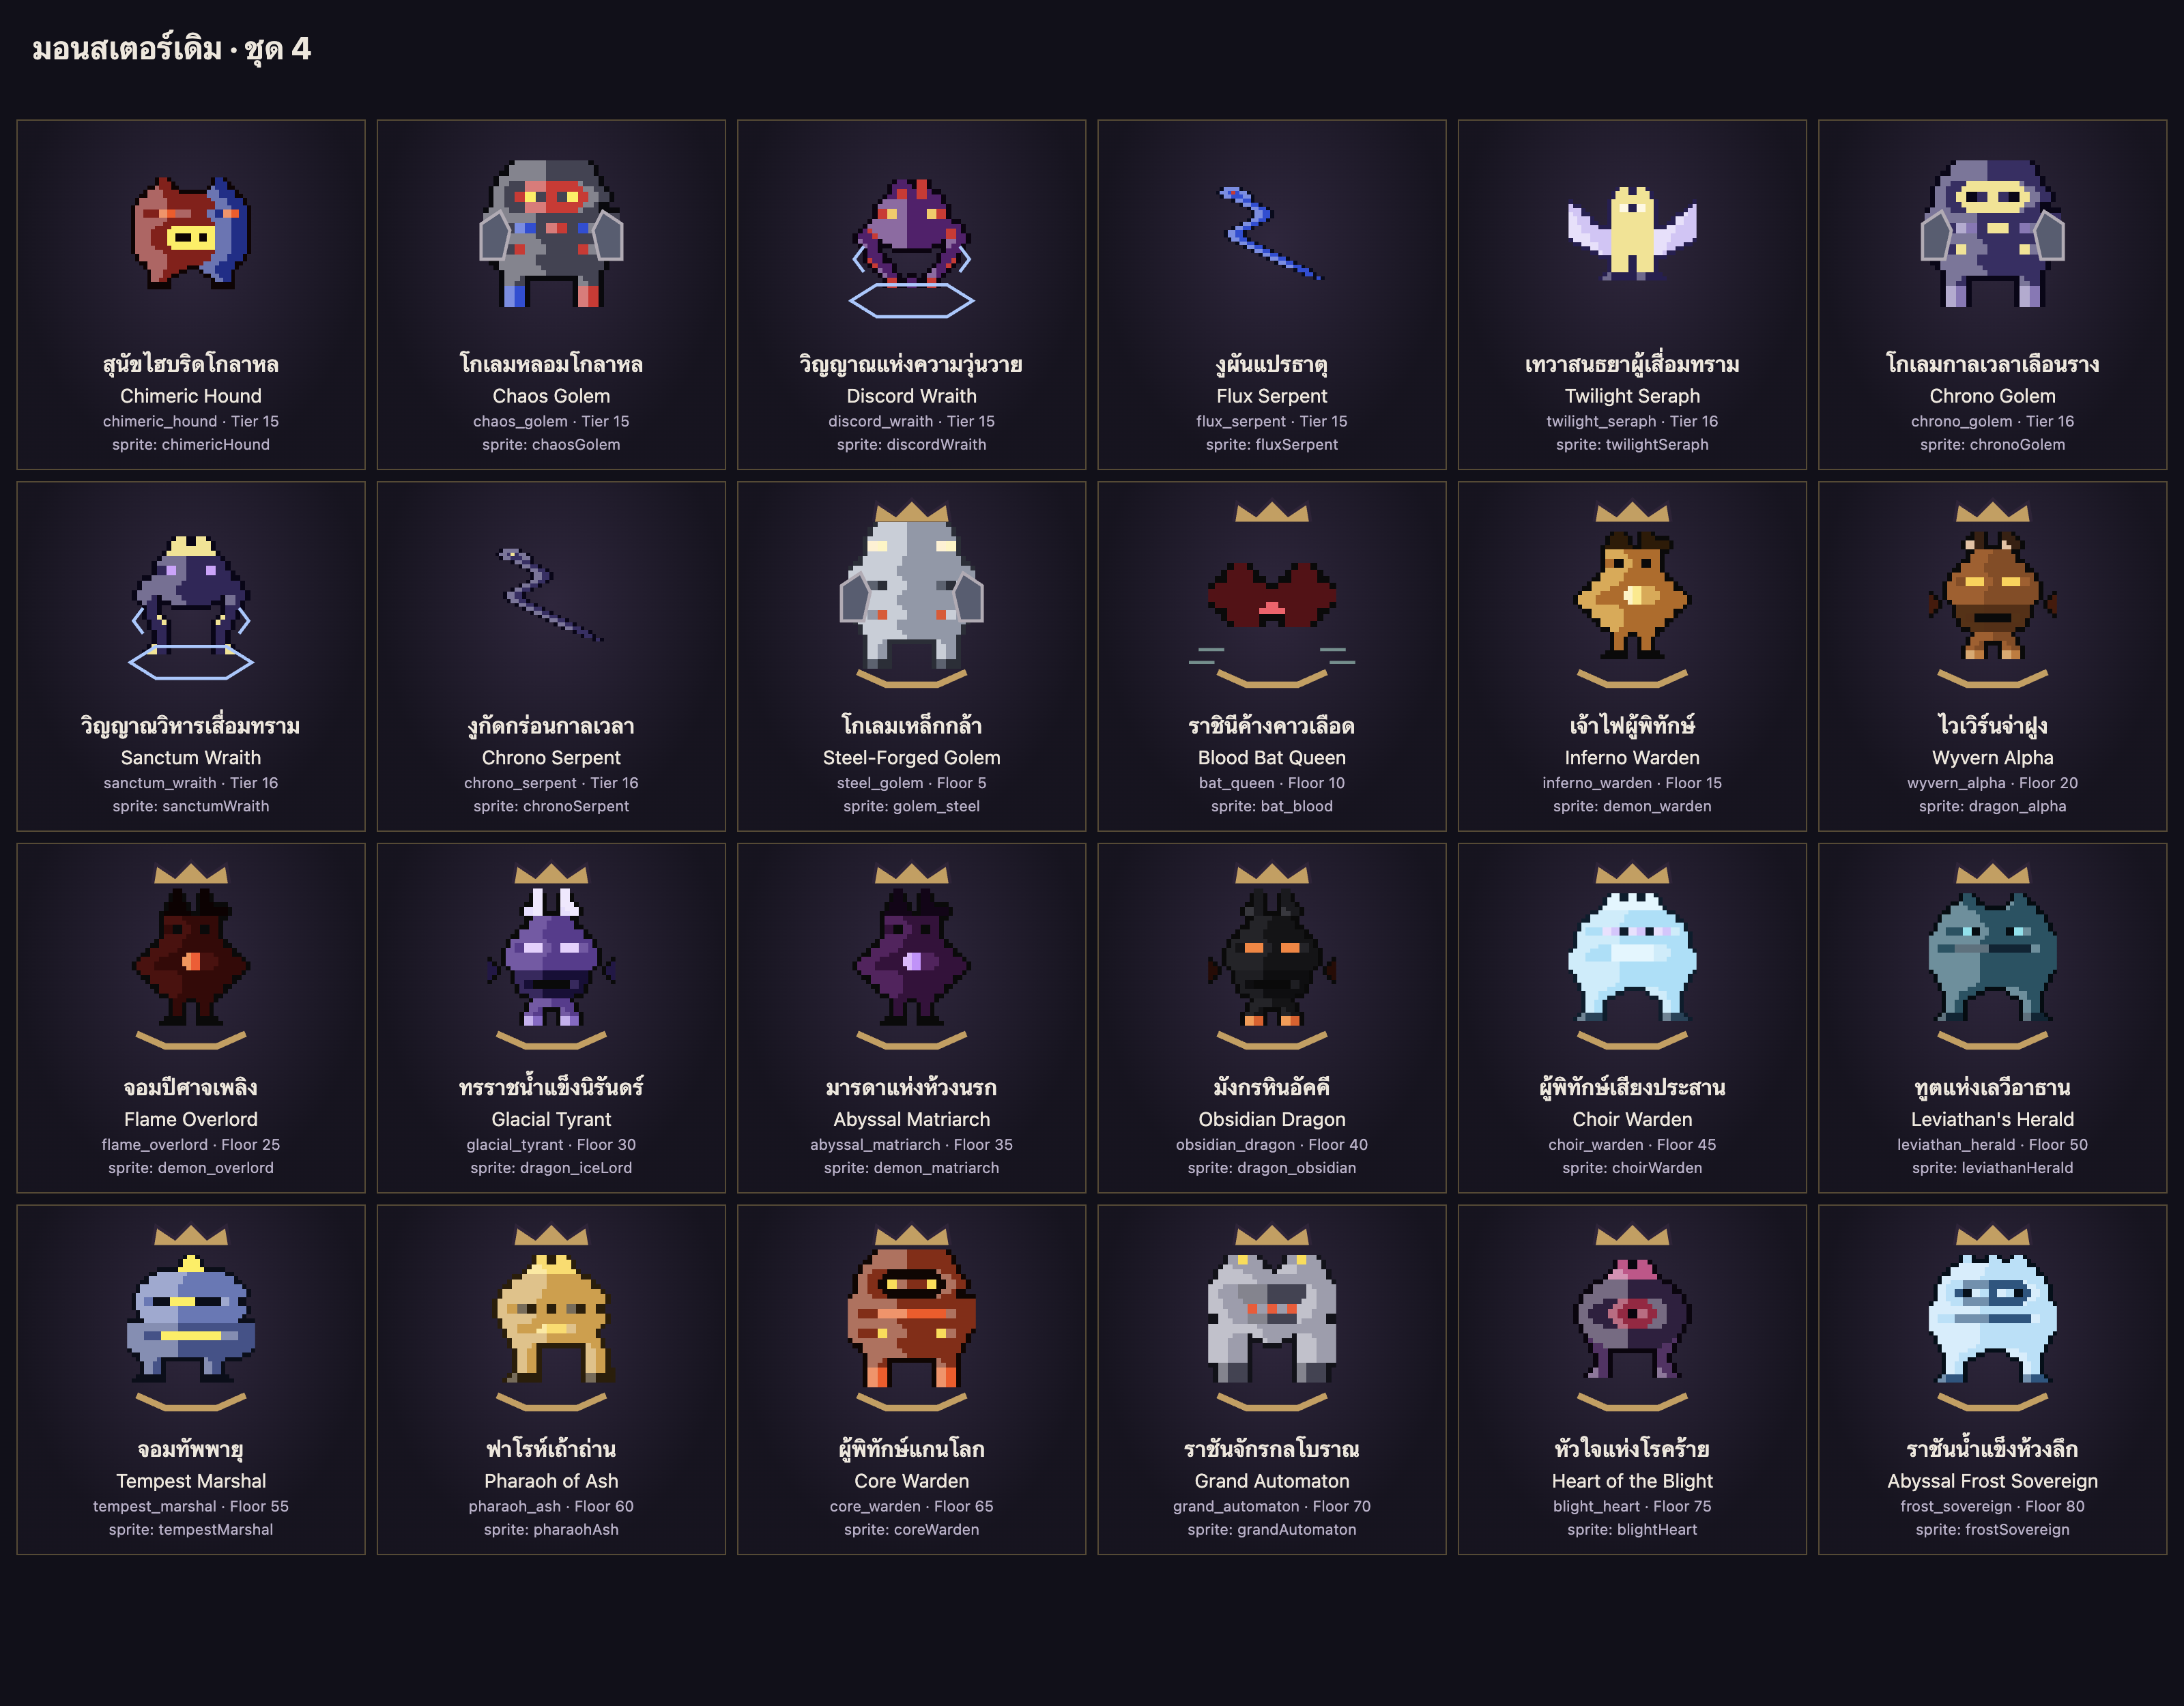 มอนสเตอร์เดิม · ชุด 4
สุนัขไฮบริดโกลาหล
Chimeric Hound
chimeric_hound · Tier 15
sprite: chimericHound
โกเลมหลอมโกลาหล
Chaos Golem
chaos_golem · Tier 15
sprite: chaosGolem
วิญญาณแห่งความวุ่นวาย
Discord Wraith
discord_wraith · Tier 15
sprite: discordWraith
งูผันแปรธาตุ
Flux Serpent
flux_serpent · Tier 15
sprite: fluxSerpent
เทวาสนธยาผู้เสื่อมทราม
Twilight Seraph
twilight_seraph · Tier 16
sprite: twilightSeraph
โกเลมกาลเวลาเลือนราง
Chrono Golem
chrono_golem · Tier 16
sprite: chronoGolem
วิญญาณวิหารเสื่อมทราม
Sanctum Wraith
sanctum_wraith · Tier 16
sprite: sanctumWraith
งูกัดกร่อนกาลเวลา
Chrono Serpent
chrono_serpent · Tier 16
sprite: chronoSerpent
โกเลมเหล็กกล้า
Steel-Forged Golem
steel_golem · Floor 5
sprite: golem_steel
ราชินีค้างคาวเลือด
Blood Bat Queen
bat_queen · Floor 10
sprite: bat_blood
เจ้าไฟผู้พิทักษ์
Inferno Warden
inferno_warden · Floor 15
sprite: demon_warden
ไวเวิร์นจ่าฝูง
Wyvern Alpha
wyvern_alpha · Floor 20
sprite: dragon_alpha
จอมปีศาจเพลิง
Flame Overlord
flame_overlord · Floor 25
sprite: demon_overlord
ทรราชน้ำแข็งนิรันดร์
Glacial Tyrant
glacial_tyrant · Floor 30
sprite: dragon_iceLord
มารดาแห่งห้วงนรก
Abyssal Matriarch
abyssal_matriarch · Floor 35
sprite: demon_matriarch
มังกรหินอัคคี
Obsidian Dragon
obsidian_dragon · Floor 40
sprite: dragon_obsidian
ผู้พิทักษ์เสียงประสาน
Choir Warden
choir_warden · Floor 45
sprite: choirWarden
ทูตแห่งเลวีอาธาน
Leviathan's Herald
leviathan_herald · Floor 50
sprite: leviathanHerald
จอมทัพพายุ
Tempest Marshal
tempest_marshal · Floor 55
sprite: tempestMarshal
ฟาโรห์เถ้าถ่าน
Pharaoh of Ash
pharaoh_ash · Floor 60
sprite: pharaohAsh
ผู้พิทักษ์แกนโลก
Core Warden
core_warden · Floor 65
sprite: coreWarden
ราชันจักรกลโบราณ
Grand Automaton
grand_automaton · Floor 70
sprite: grandAutomaton
หัวใจแห่งโรคร้าย
Heart of the Blight
blight_heart · Floor 75
sprite: blightHeart
ราชันน้ำแข็งห้วงลึก
Abyssal Frost Sovereign
frost_sovereign · Floor 80
sprite: frostSovereign